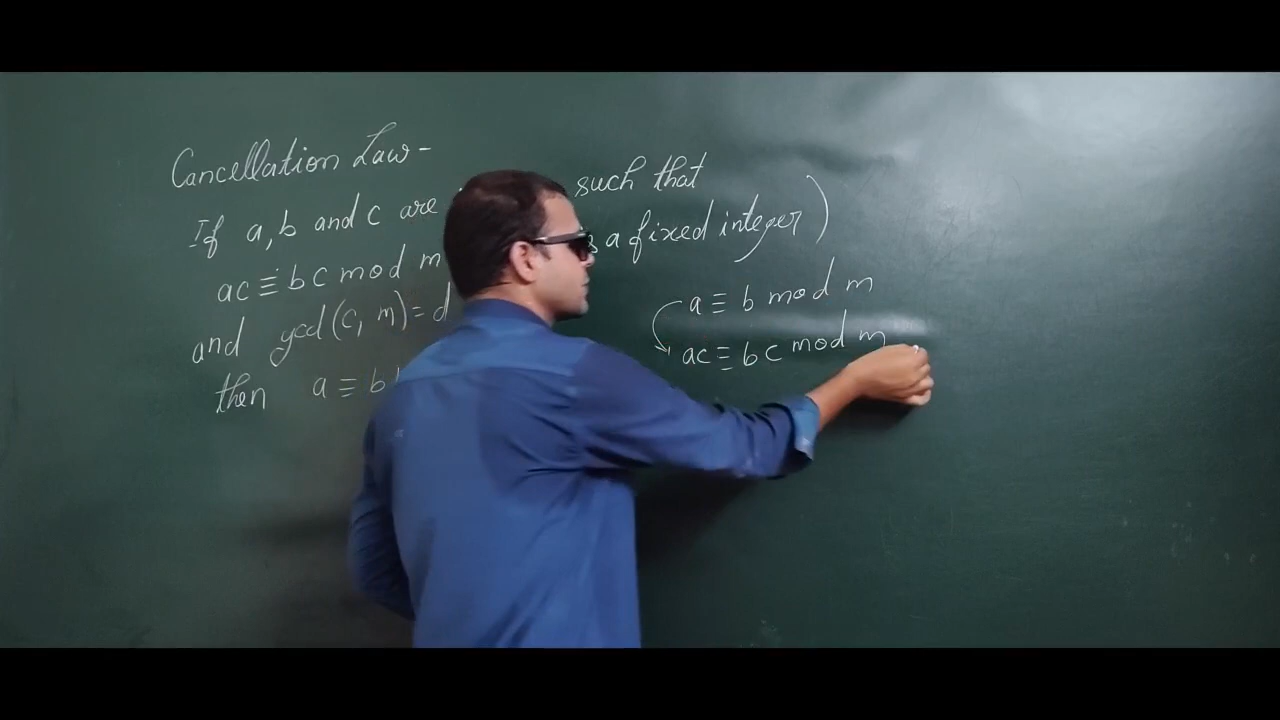 Cancellation Law-
If a, b and c are such that
ac ≡ bc mod m a fixed integer)
and gcd(c, m) = d
then a ≡ b
a ≡ b mod m
ac ≡ bc mod m